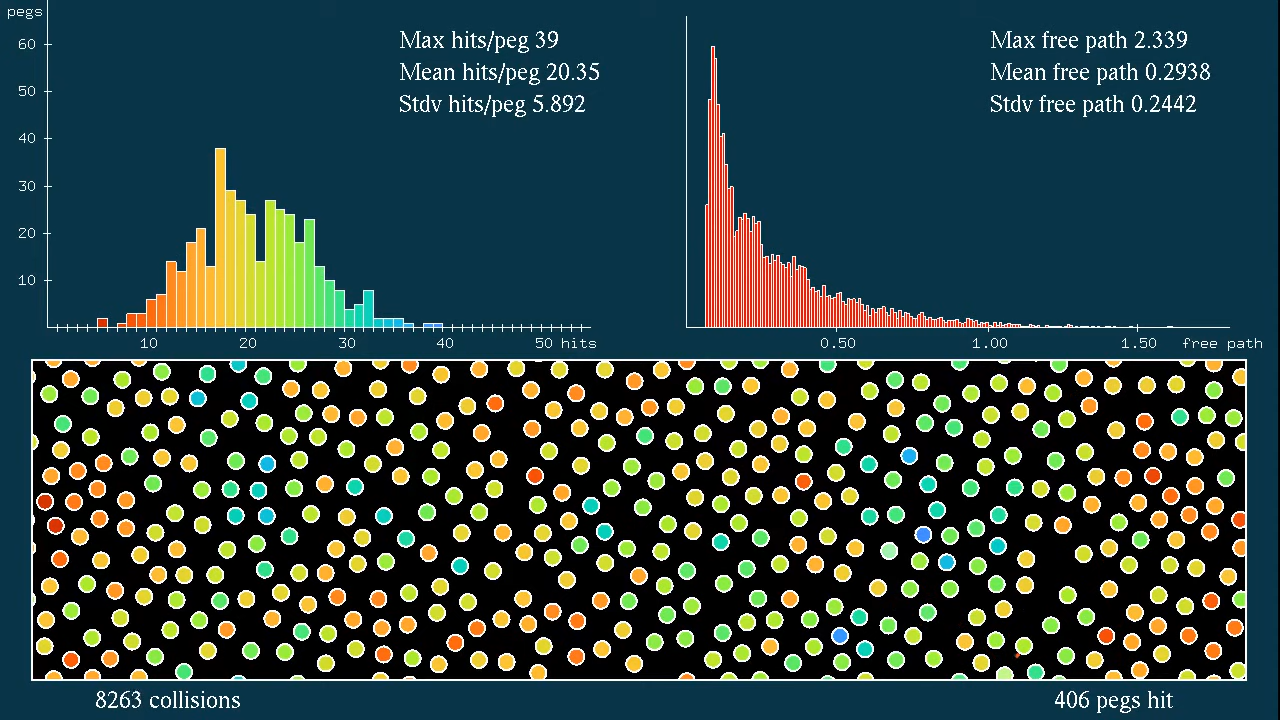 pegs
60
50
40
30
20
10
Max hits/peg 39
Mean hits/peg 20.35
Stdv hits/peg 5.892
10 20 30 40 50 hits
Max free path 2.339
Mean free path 0.2938
Stdv free path 0.2442
0.50 1.00 1.50 free path
8263 collisions
406 pegs hit